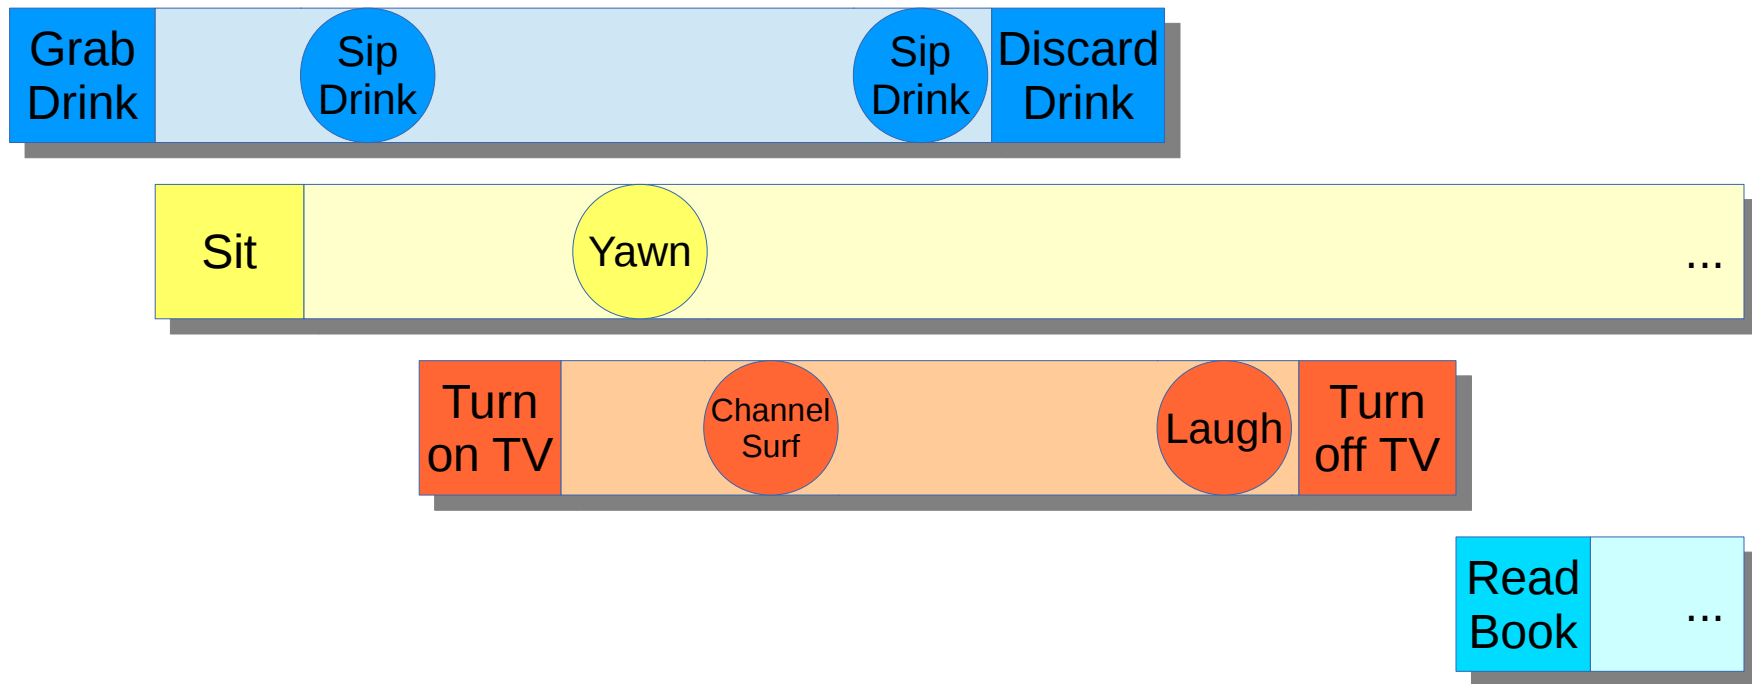 Grab
Drink
Sip
Drink
Sip
Drink
Discard
Drink
Sit
Yawn
...
Turn
on TV
Channel
Surf
Laugh
Turn
off TV
Read
Book
...